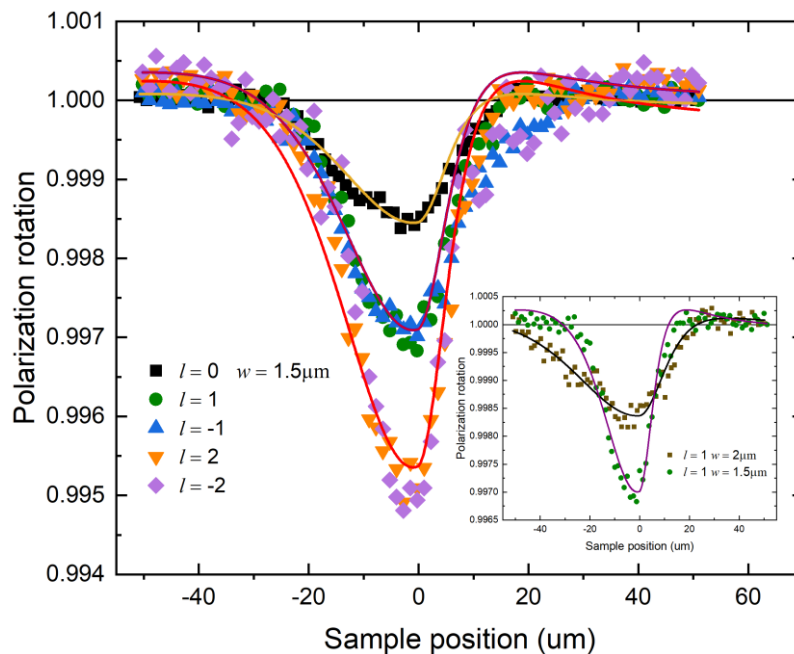 1.001
1.000
0.999
0.998
0.997
0.996
0.995
0.994
Polarization rotation
l = 0 w = 1.5μm
l = 1
l = -1
l = 2
l = -2
-40 -20 0 20 40 60
Sample position (um)
1.0005
1.0000
0.9995
0.9990
0.9985
0.9980
0.9975
0.9970
0.9965
Polarization rotation
l = 1 w = 2μm
l = 1 w = 1.5μm
-40 -20 0 20 40
Sample position (um)